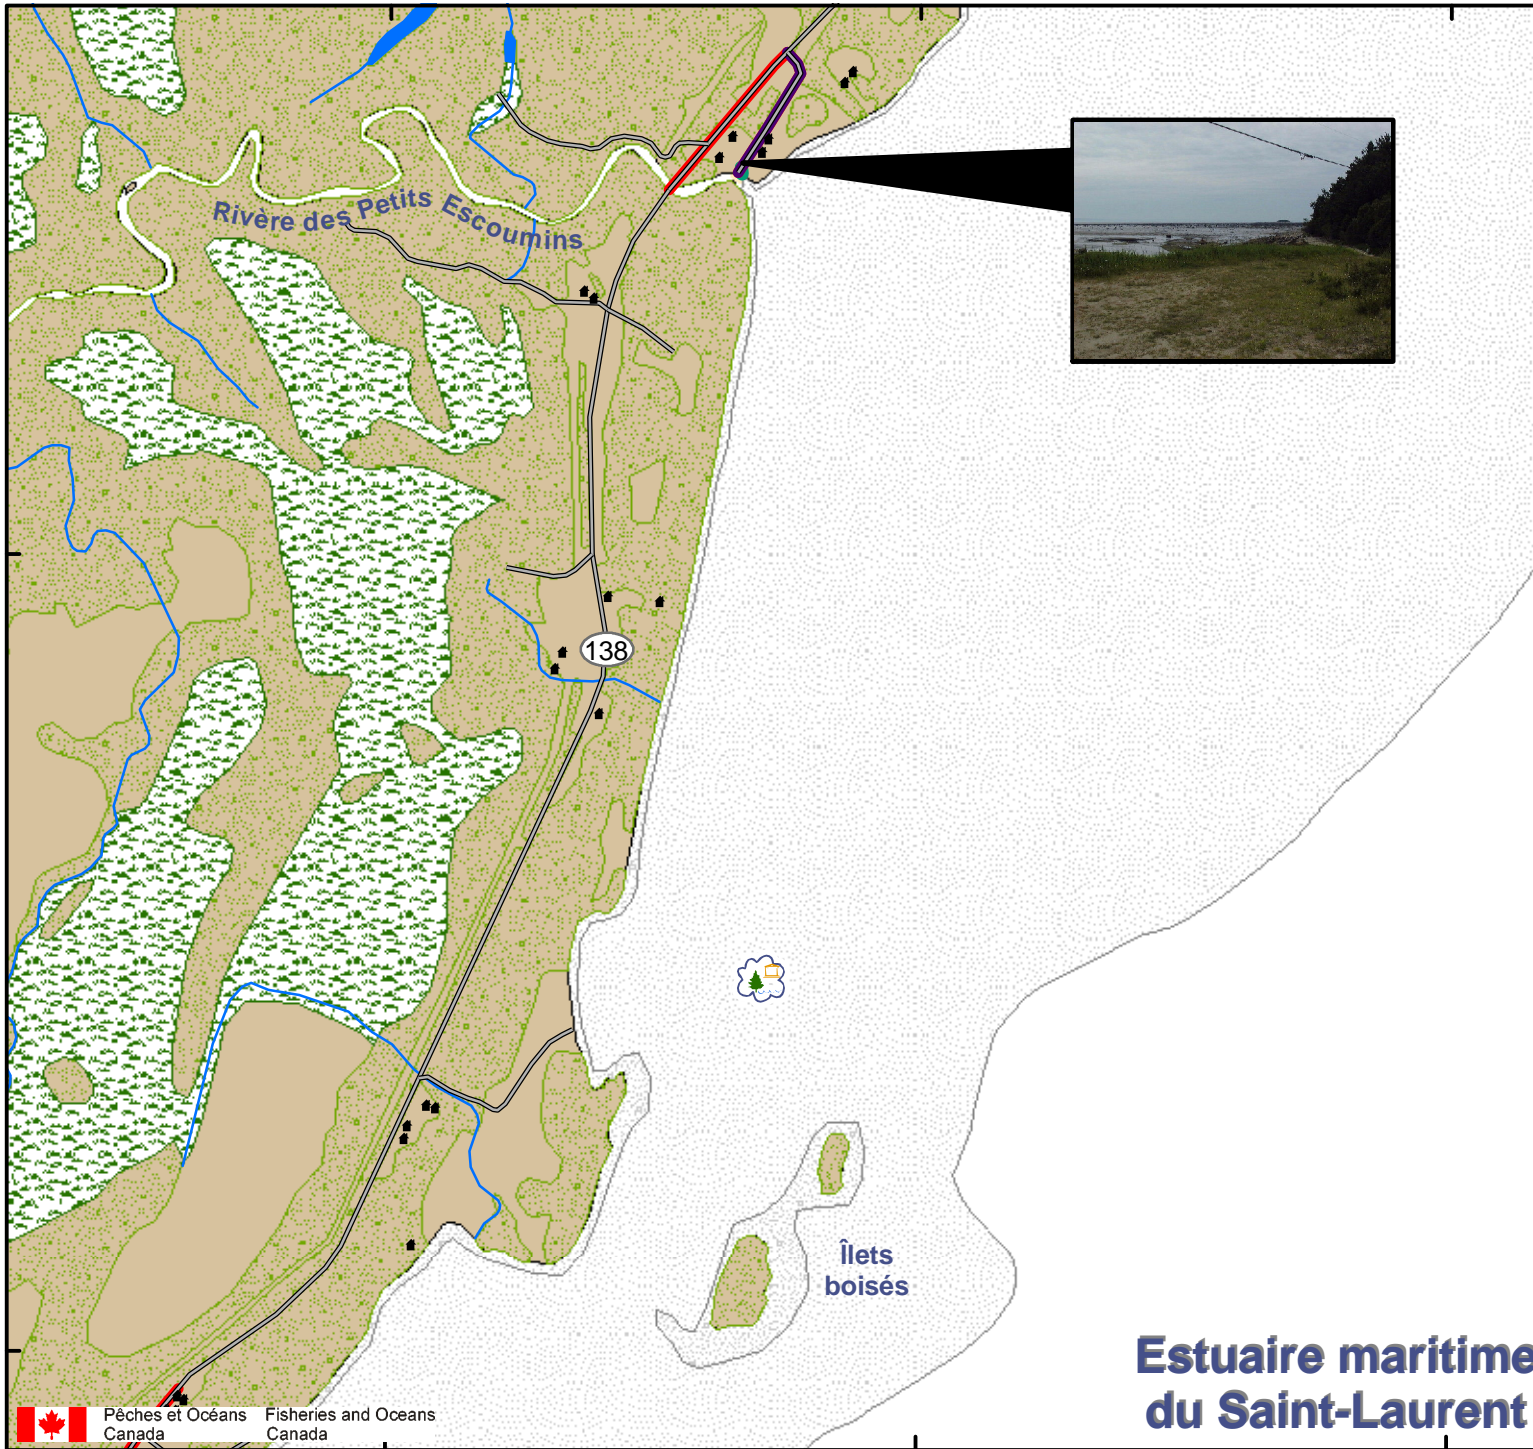 Rivère des Petits Escoumins
138
Îlets
boisés
Estuaire maritime
du Saint-Laurent
Pêches et Océans
Canada
Fisheries and Oceans
Canada